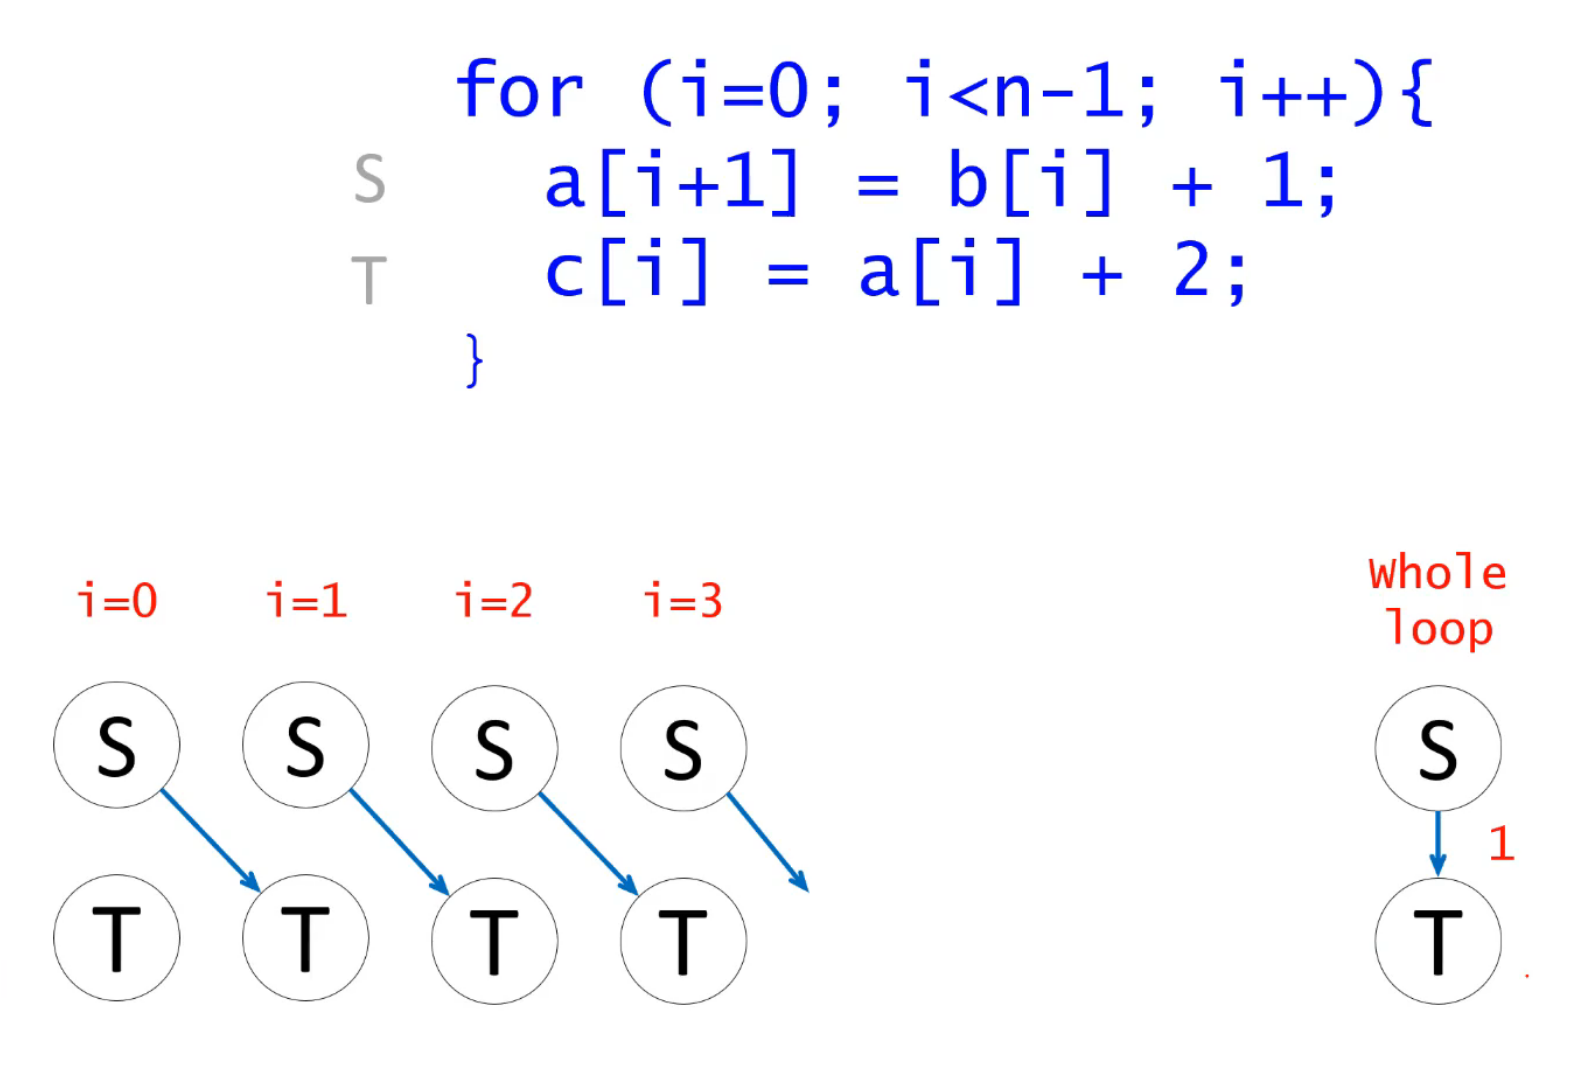 for (i=0; i<n-1; i++){
S a[i+1] = b[i] + 1;
T c[i] = a[i] + 2;
}
i=0 i=1 i=2 i=3 Whole
loop
S S S S S
1
T T T T T